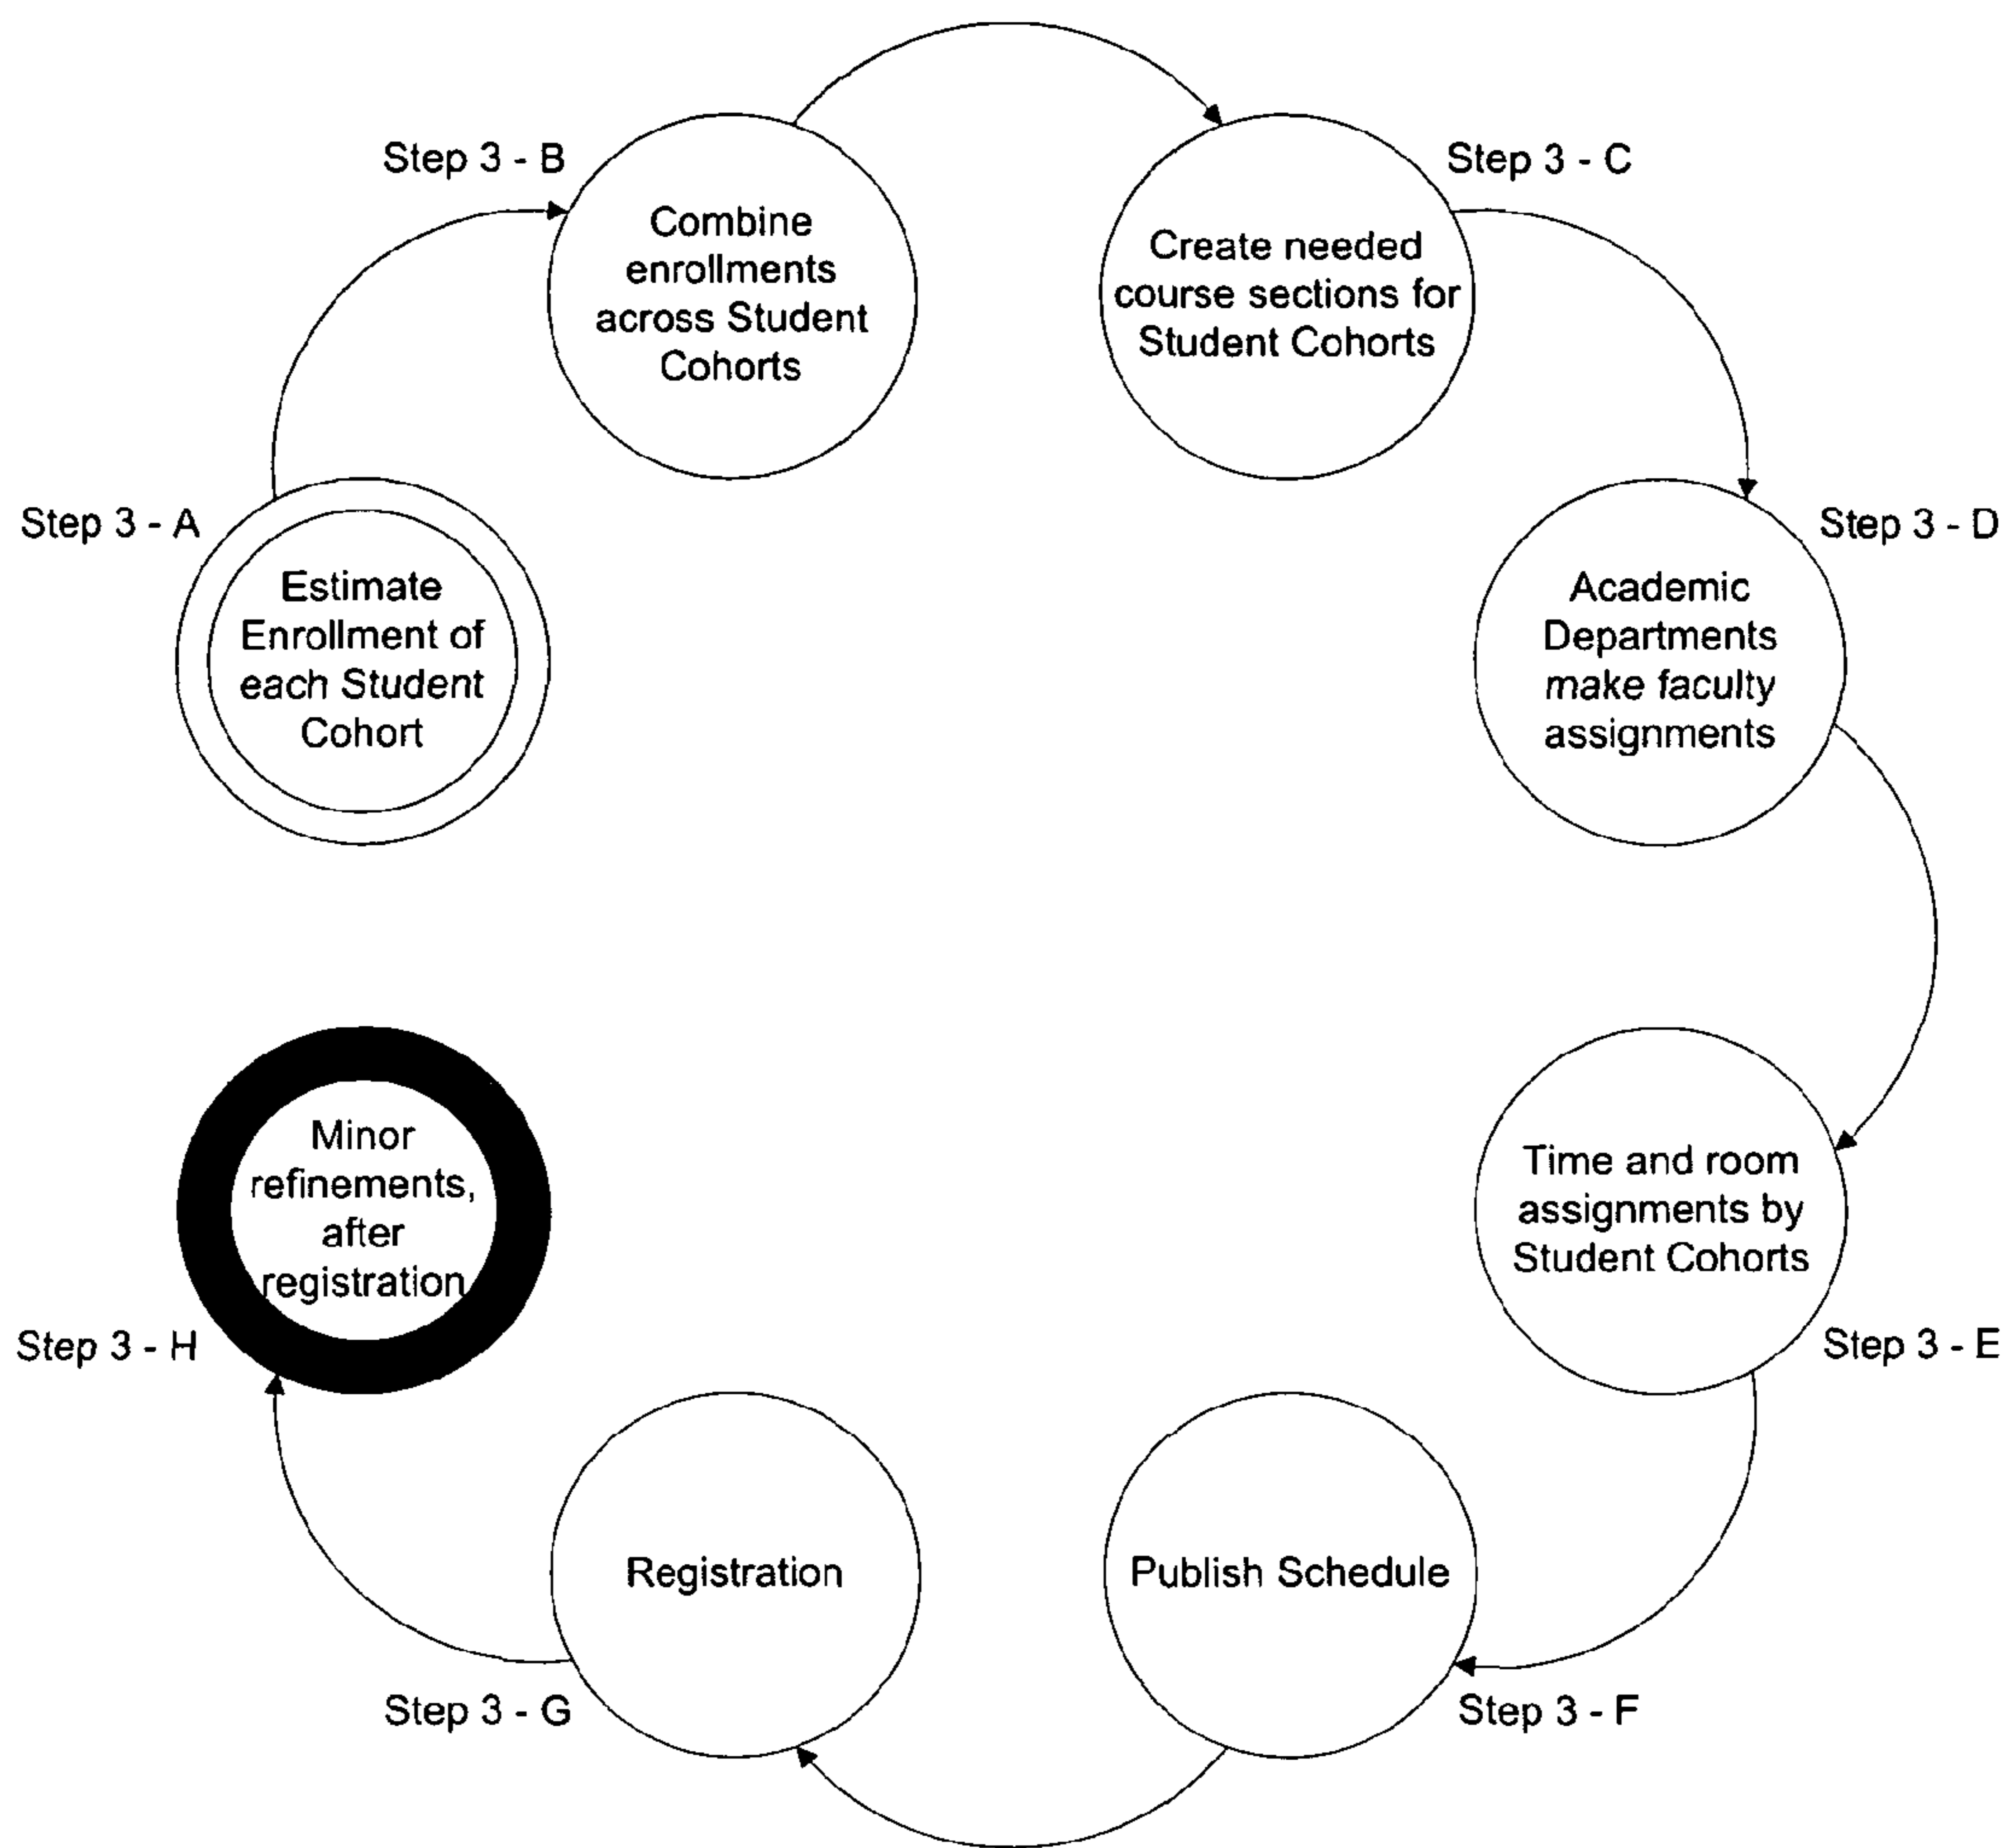 Step 3 - A
Estimate
Enrollment of
each Student
Cohort
Step 3 - B
Combine
enrollments
across Student
Cohorts
Step 3 - C
Create needed
course sections for
Student Cohorts
Step 3 - D
Academic
Departments
make faculty
assignments
Time and room
assignments by
Student Cohorts
Step 3 - E
Publish Schedule
Step 3 - F
Registration
Step 3 - G
Minor
refinements,
after
registration
Step 3 - H